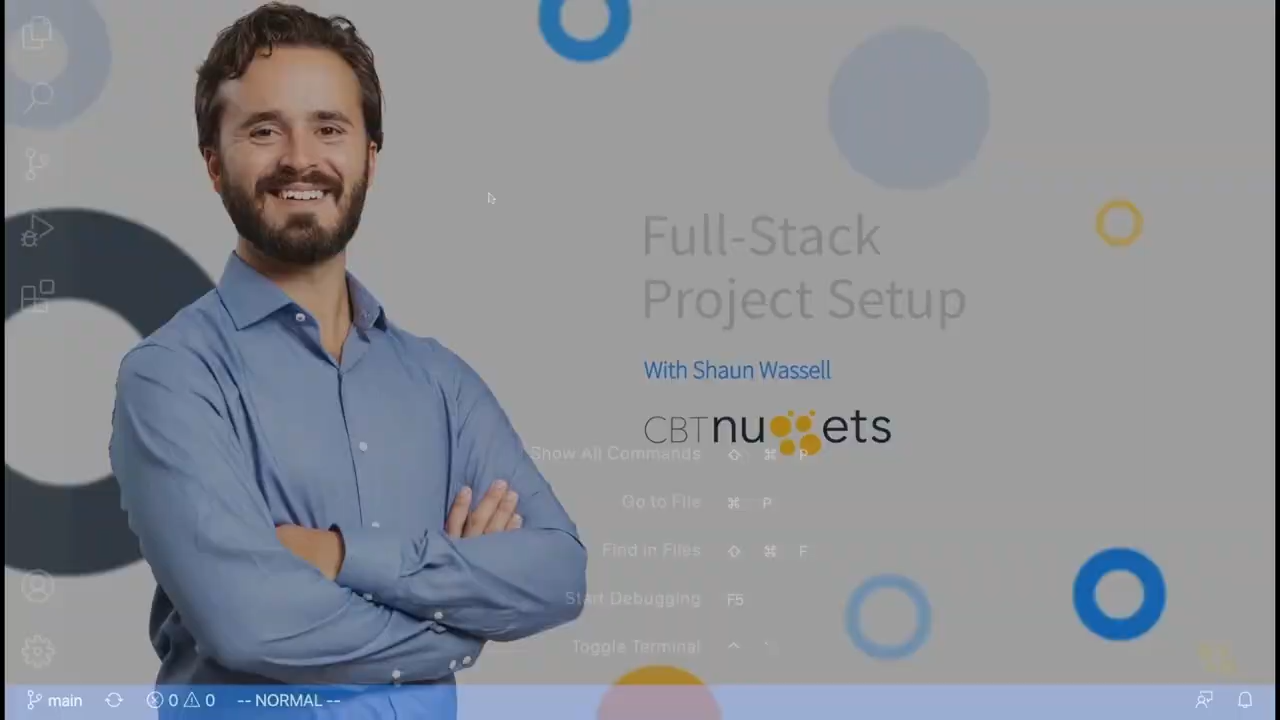 Full-Stack
Project Setup
With Shaun Wassell
CBTnuggets
Show All Commands ⇧ ⌘ P
Go to File ⌘ P
Find in Files ⇧ ⌘ F
Start Debugging F5
Toggle Terminal ^ `
main 0 0 -- NORMAL --